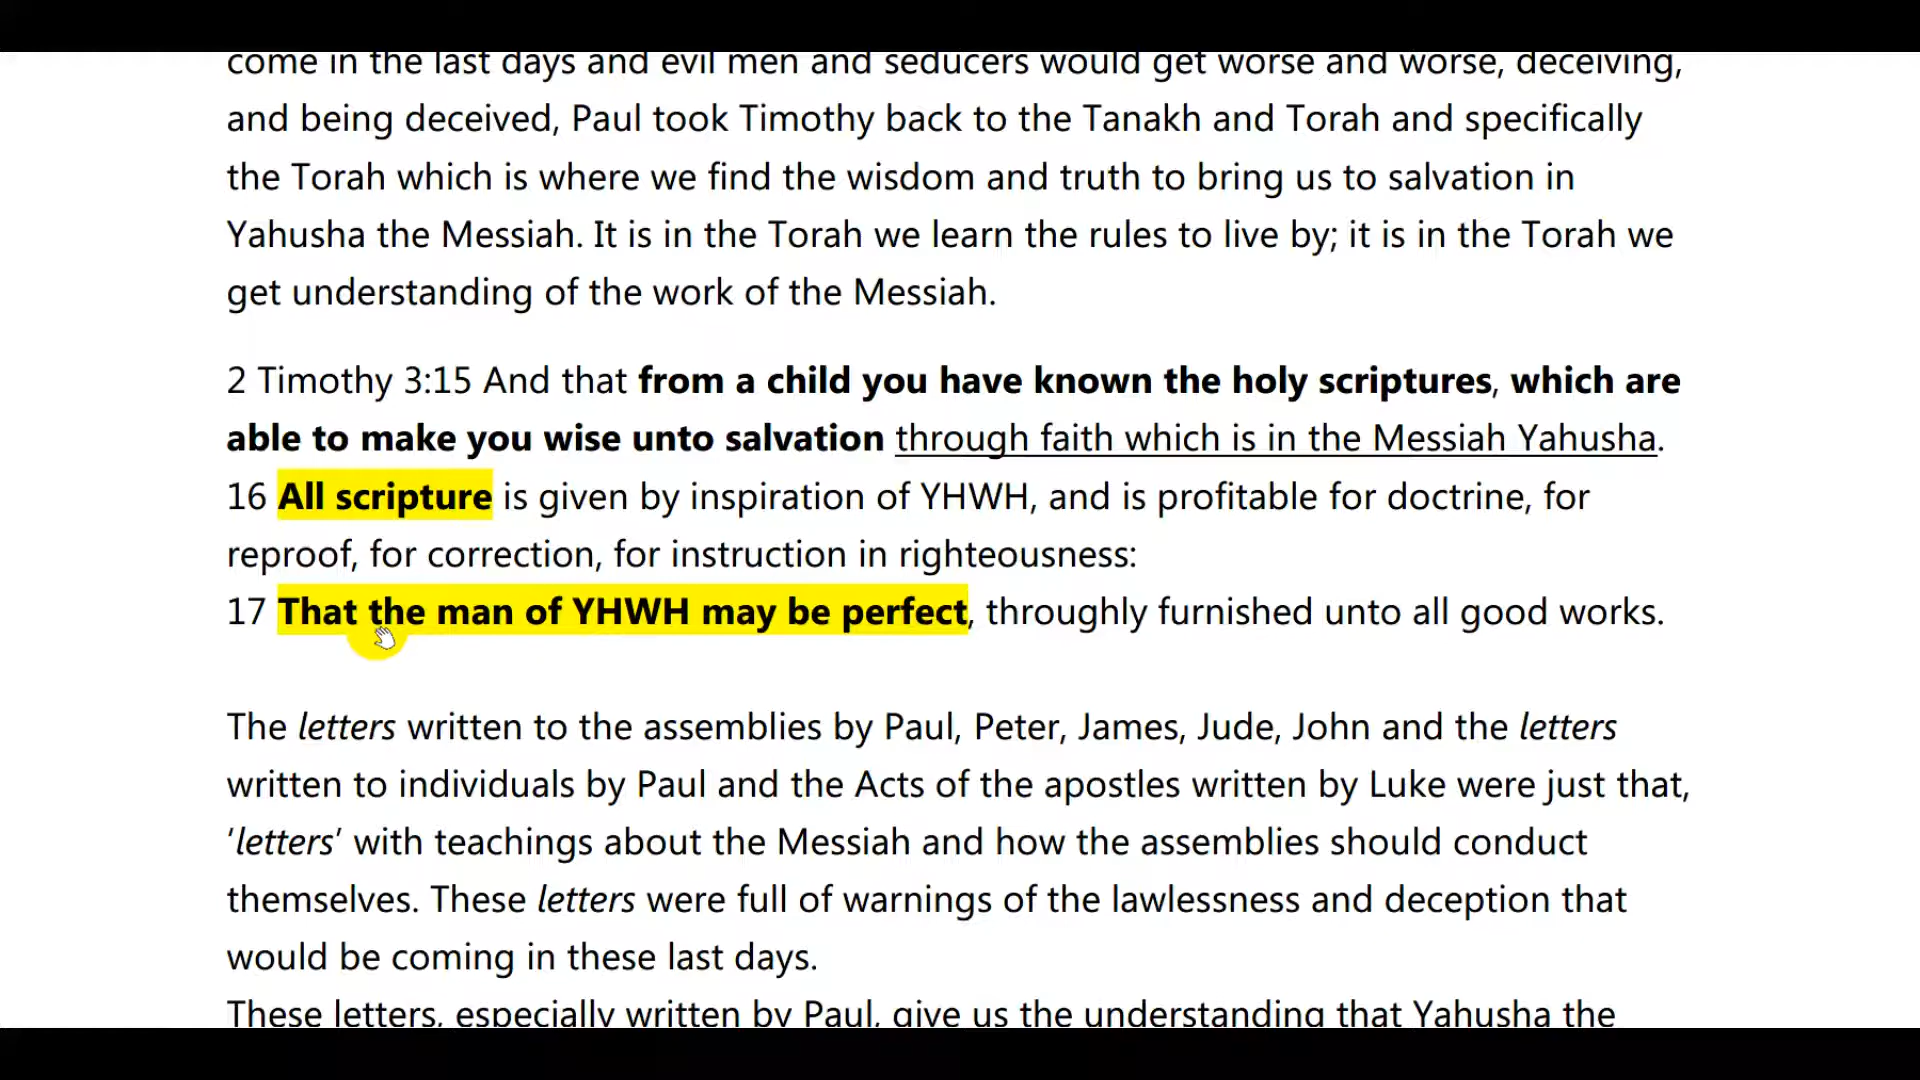 come in the last days and evil men and seducers would get worse and worse, deceiving,
and being deceived, Paul took Timothy back to the Tanakh and Torah and specifically
the Torah which is where we find the wisdom and truth to bring us to salvation in
Yahusha the Messiah. It is in the Torah we learn the rules to live by; it is in the Torah we
get understanding of the work of the Messiah.
2 Timothy 3:15 And that from a child you have known the holy scriptures, which are
able to make you wise unto salvation through faith which is in the Messiah Yahusha.
16 All scripture is given by inspiration of YHWH, and is profitable for doctrine, for
reproof, for correction, for instruction in righteousness:
17 That the man of YHWH may be perfect, throughly furnished unto all good works.
The letters written to the assemblies by Paul, Peter, James, Jude, John and the letters
written to individuals by Paul and the Acts of the apostles written by Luke were just that,
‘letters’ with teachings about the Messiah and how the assemblies should conduct
themselves. These letters were full of warnings of the lawlessness and deception that
would be coming in these last days.
These letters, especially written by Paul, give us the understanding that Yahusha the